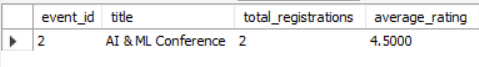 event_id title total_registrations average_rating
2 AI & ML Conference 2 4.5000